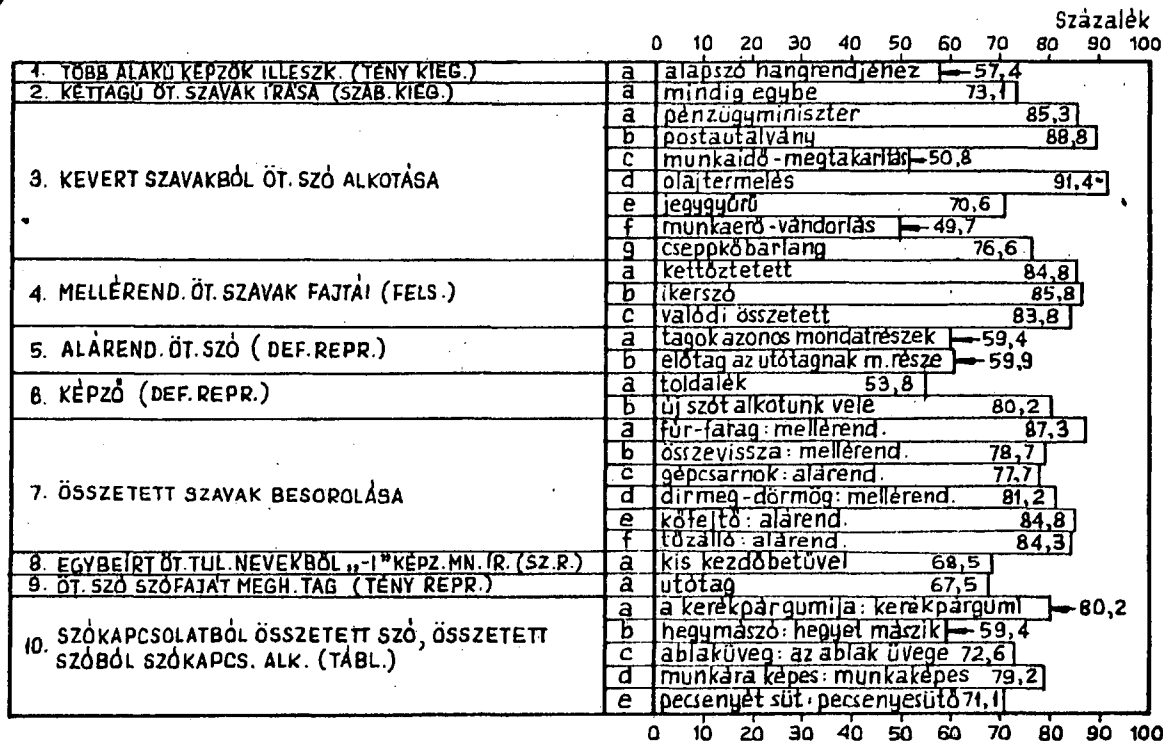 Százalék
0 10 20 30 40 50 60 70 80 90 100
1. TÖBB ALAKÚ KÉPZŐK ILLESZK. (TÉNY KIEG.) a alapszó hangrendjéhez 57,4
2. KÉTTAGÚ ÖT. SZAVAK ÍRÁSA (SZAB. KIEG.) a mindig egybe 73,1
3. KEVERT SZAVAKBÓL ÖT. SZÓ ALKOTÁSA a pénzügyminiszter 85,3
b postautalvány 88,8
c munkaidő-megtakarítás 50,8
d olajtermelés 91,4
e jegygyűrű 70,6
f munkaerő-vándorlás 49,7
g cseppkőbarlang 76,6
4. MELLÉREND. ÖT. SZAVAK FAJTÁI (FELS.) a kettőztetett 84,8
b ikerszó 85,8
c valódi összetett 83,8
5. ALÁREND. ÖT. SZÓ (DEF. REPR.) a tagok azonos mondatrészek 59,4
b előtag az utótagnak m. része 59,9
6. KÉPZŐ (DEF. REPR.) a toldalék 53,8
b új szót alkotunk vele 80,2
7. ÖSSZETETT SZAVAK BESOROLÁSA a fúr-farag: mellérend. 87,3
b összevissza: mellérend. 78,7
c gépcsarnok: alárend. 77,7
d dirmeg-dörmög: mellérend. 81,2
e kőfejtő: alárend. 84,8
f tűzálló: alárend. 84,3
8. EGYBEÍRT ÖT. TUL. NEVEKBŐL „-I" KÉPZ. MN. ÍR. (SZ.R.) a kis kezdőbetűvel 68,5
9. ÖT. SZÓ SZÓFAJÁT MEGH. TAG (TÉNY REPR.) a utótag 67,5
10. SZÓKAPCSOLATBÓL ÖSSZETETT SZÓ, ÖSSZETETT SZÓBÓL SZÓKAPCS. ALK. (TÁBL.) a a kerékpár gumija: kerékpárgumi 80,2
b hegymászó: hegyet mászik 59,4
c ablaküveg: az ablak üvege 72,6
d munkára képes: munkaképes 79,2
e pecsenyét süt: pecsenyesütő 71,1
0 10 20 30 40 50 60 70 80 90 100